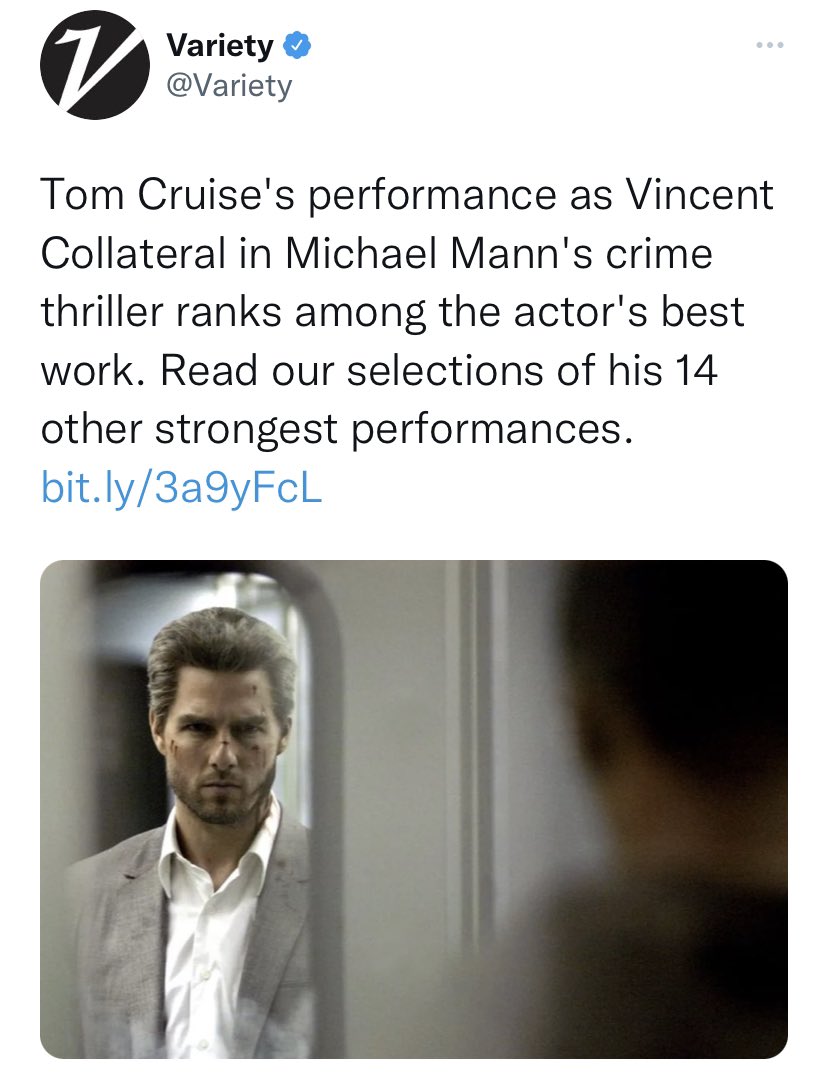 Variety
@Variety
Tom Cruise's performance as Vincent
Collateral in Michael Mann's crime
thriller ranks among the actor's best
work. Read our selections of his 14
other strongest performances.
bit.ly/3a9yFcL